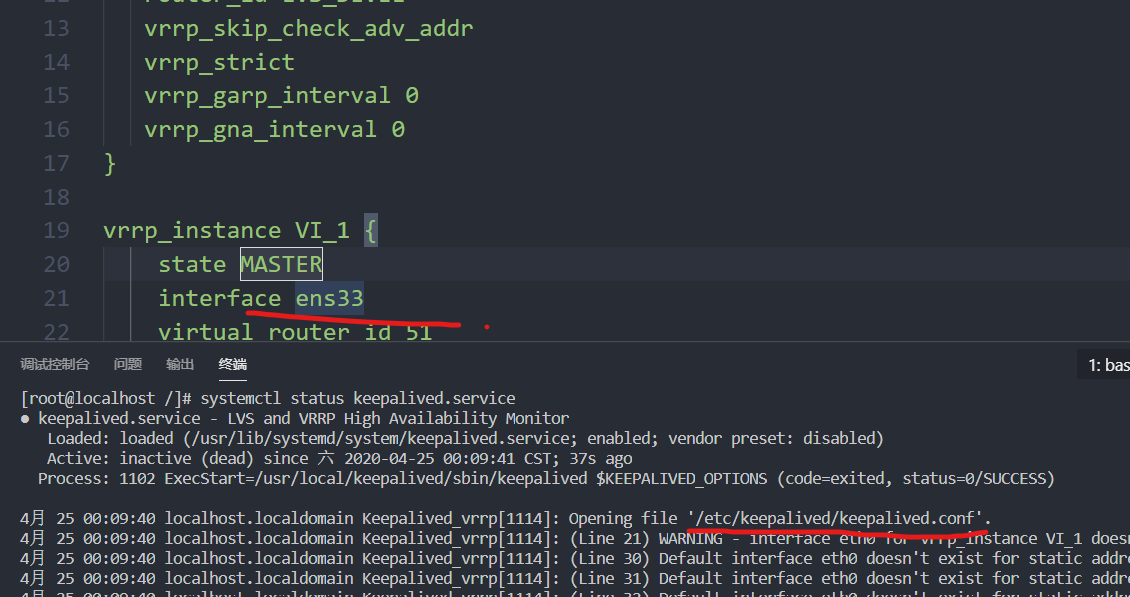 13 vrrp_skip_check_adv_addr
14 vrrp_strict
15 vrrp_garp_interval 0
16 vrrp_gna_interval 0
17 }
18
19 vrrp_instance VI_1 {
20 state MASTER
21 interface ens33
22 virtual_router_id 51
调试控制台 问题 输出 终端 1: bas
[root@localhost /]# systemctl status keepalived.service
● keepalived.service - LVS and VRRP High Availability Monitor
Loaded: loaded (/usr/lib/systemd/system/keepalived.service; enabled; vendor preset: disabled)
Active: inactive (dead) since 六 2020-04-25 00:09:41 CST; 37s ago
Process: 1102 ExecStart=/usr/local/keepalived/sbin/keepalived $KEEPALIVED_OPTIONS (code=exited, status=0/SUCCESS)
4月 25 00:09:40 localhost.localdomain Keepalived_vrrp[1114]: Opening file '/etc/keepalived/keepalived.conf'.
4月 25 00:09:40 localhost.localdomain Keepalived_vrrp[1114]: (Line 21) WARNING - interface eth0 for vrrp_instance VI_1 does
4月 25 00:09:40 localhost.localdomain Keepalived_vrrp[1114]: (Line 30) Default interface eth0 doesn't exist for static addre
4月 25 00:09:40 localhost.localdomain Keepalived_vrrp[1114]: (Line 31) Default interface eth0 doesn't exist for static addre